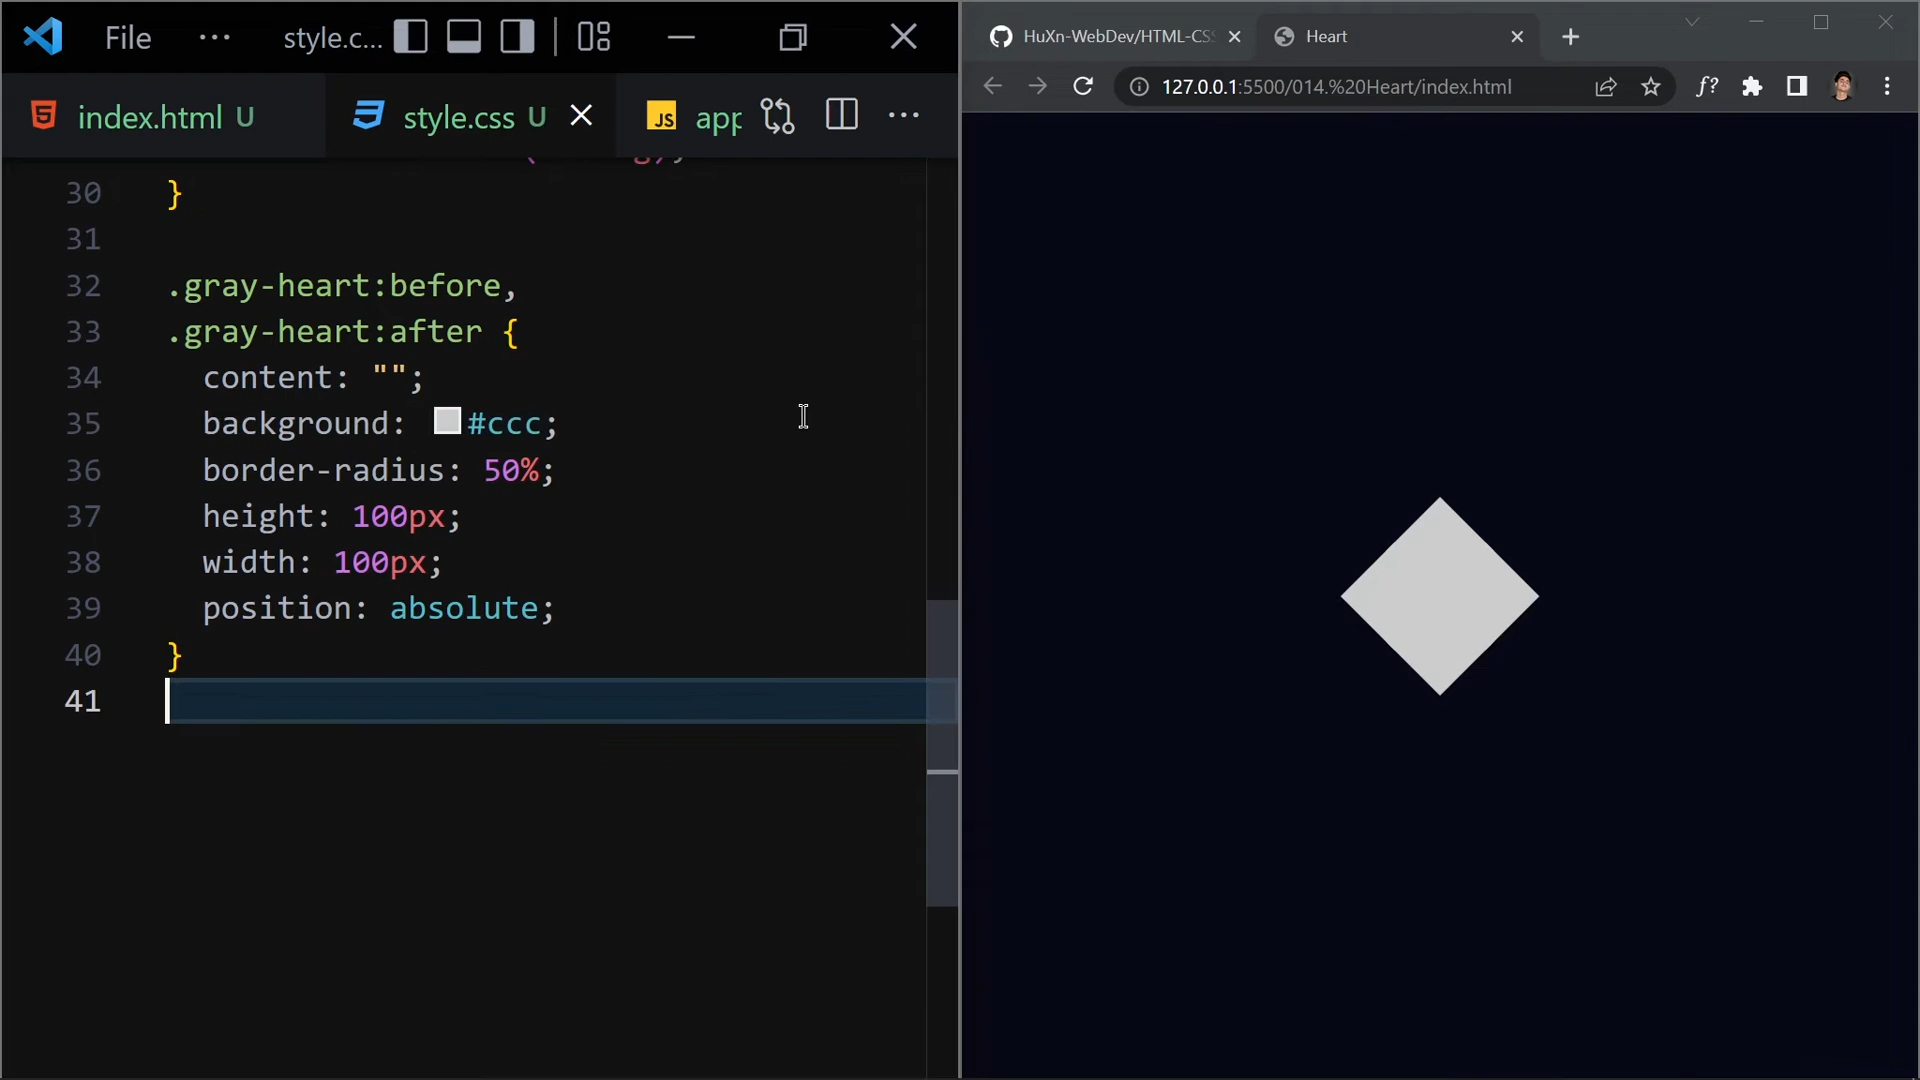 File ··· style.c...
index.html U style.css U JS app ···
30 }
31
32 .gray-heart:before,
33 .gray-heart:after {
34 content: "";
35 background: #ccc;
36 border-radius: 50%;
37 height: 100px;
38 width: 100px;
39 position: absolute;
40 }
41
HuXn-WebDev/HTML-CSS Heart
127.0.0.1:5500/014.%20Heart/index.html f?